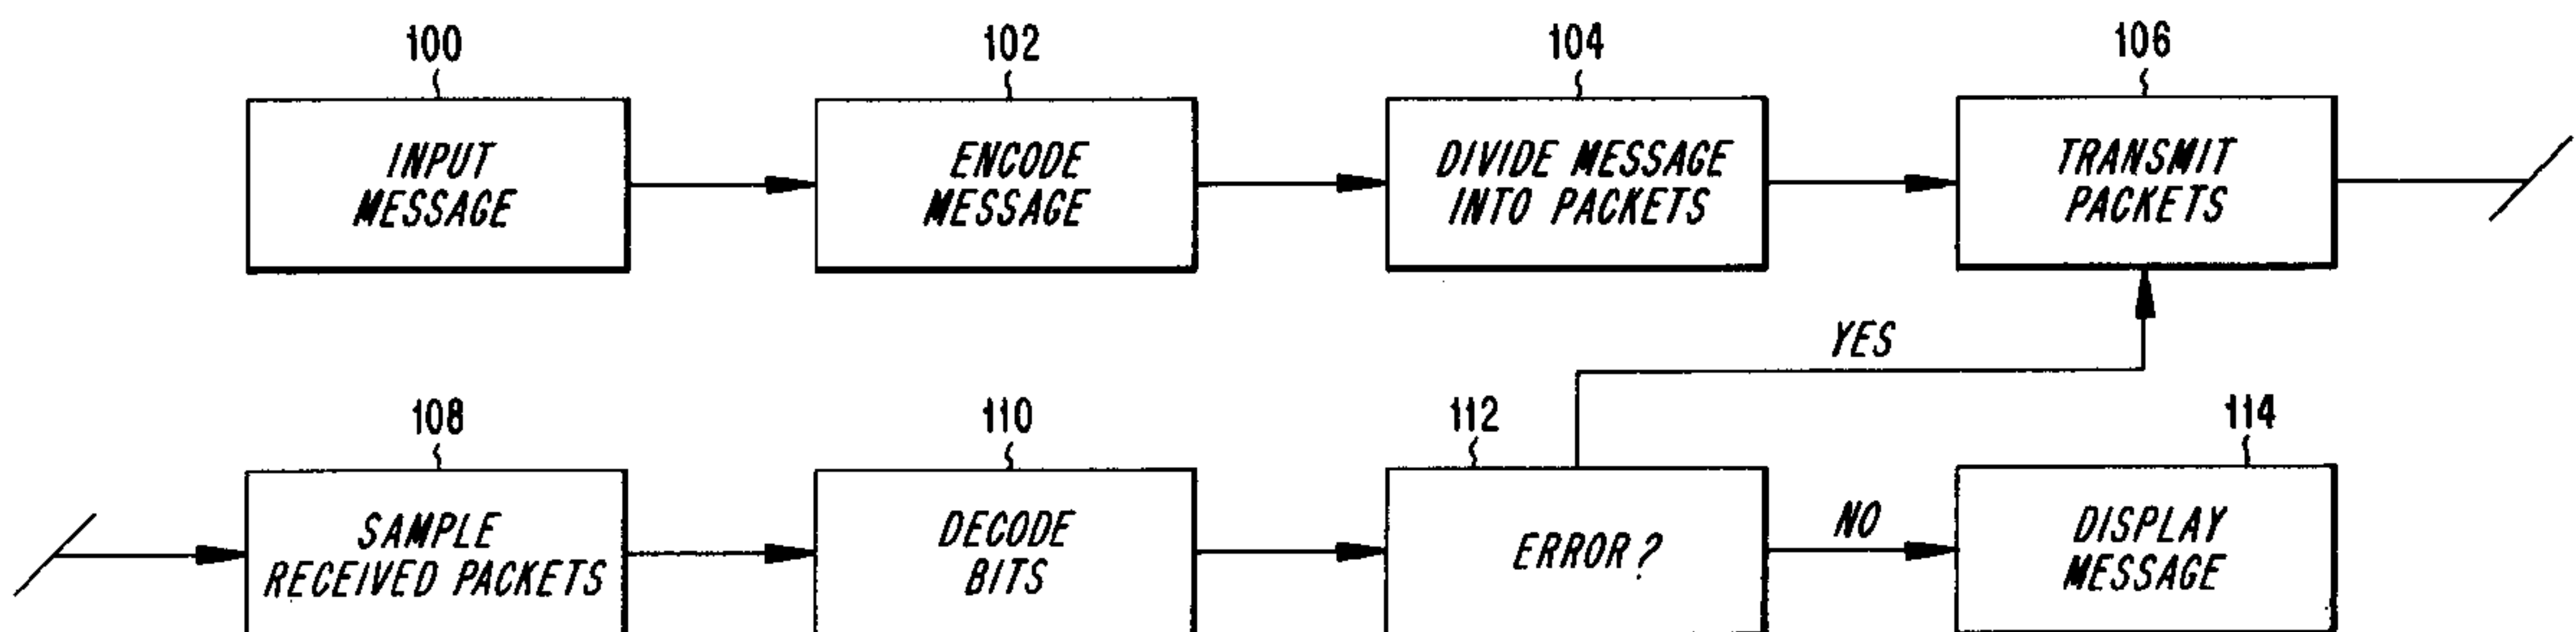 100
102
104
106
INPUT
MESSAGE
ENCODE
MESSAGE
DIVIDE MESSAGE
INTO PACKETS
TRANSMIT
PACKETS
YES
108
110
112
114
SAMPLE
RECEIVED PACKETS
DECODE
BITS
ERROR?
NO
DISPLAY
MESSAGE